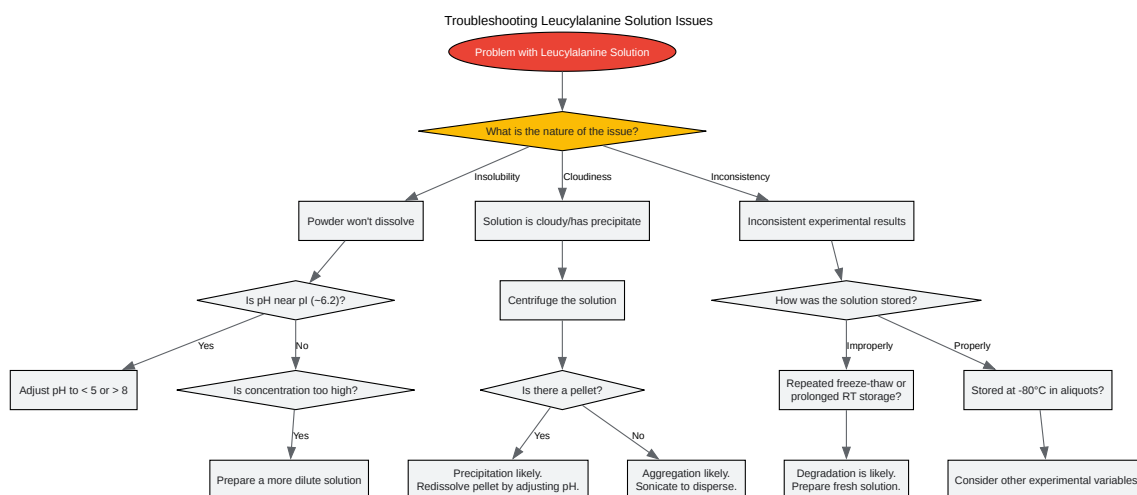 Troubleshooting Leucylalanine Solution Issues
Problem with Leucylalanine Solution
What is the nature of the issue?
Insolubility
Cloudiness
Inconsistency
Powder won't dissolve
Solution is cloudy/has precipitate
Inconsistent experimental results
Is pH near pI (~6.2)?
Centrifuge the solution
How was the solution stored?
Yes
No
Improperly
Properly
Adjust pH to < 5 or > 8
Is concentration too high?
Is there a pellet?
Repeated freeze-thaw or
prolonged RT storage?
Stored at -80°C in aliquots?
Yes
Yes
No
Prepare a more dilute solution
Precipitation likely.
Redissolve pellet by adjusting pH.
Aggregation likely.
Sonicate to disperse.
Degradation is likely.
Prepare fresh solution.
Consider other experimental variables